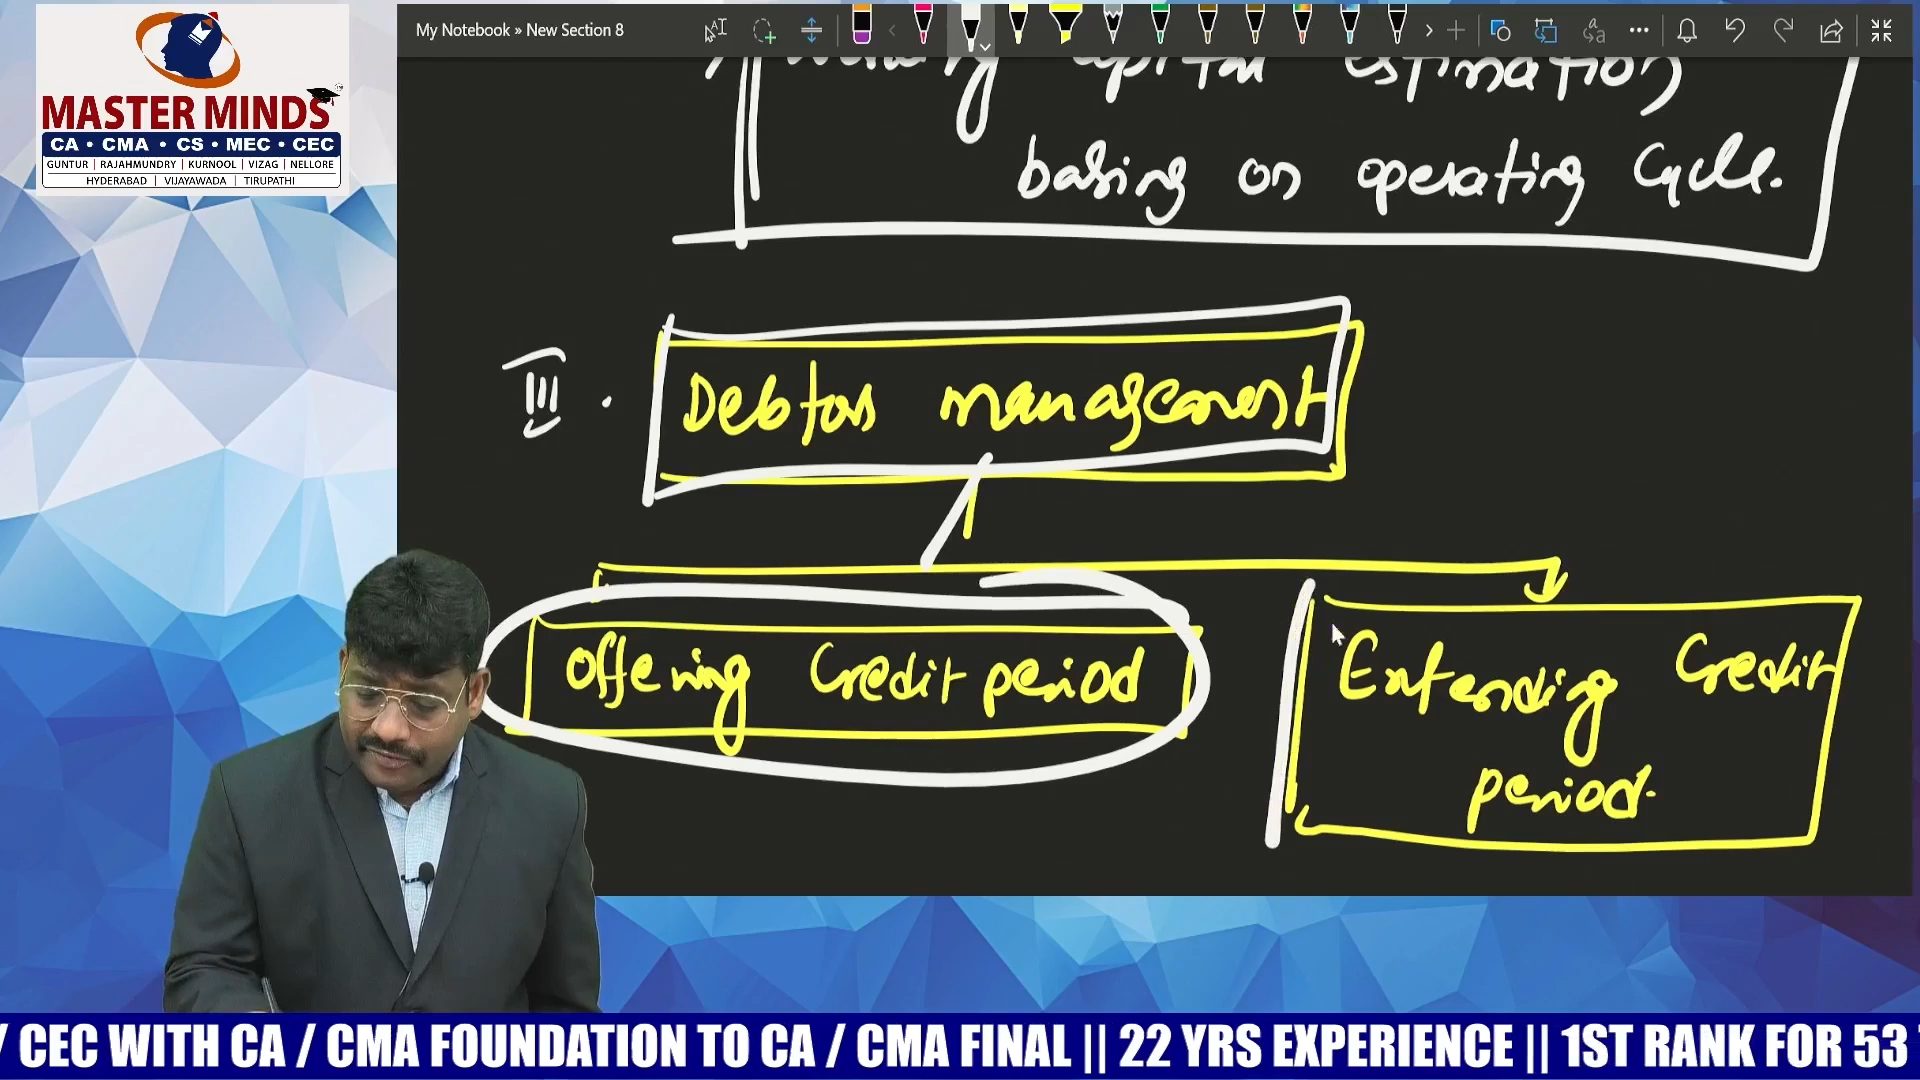 My Notebook » New Section 8
MASTER MINDS
CA • CMA • CS • MEC • CEC
GUNTUR | RAJAHMUNDRY | KURNOOL | VIZAG | NELLORE
HYDERABAD | VIJAYAWADA | TIRUPATHI
capital estimation
basing on operating Cycle.
III. Debtors management
Offering Credit period
Extending Credit
period.
/ CEC WITH CA / CMA FOUNDATION TO CA / CMA FINAL || 22 YRS EXPERIENCE || 1ST RANK FOR 53